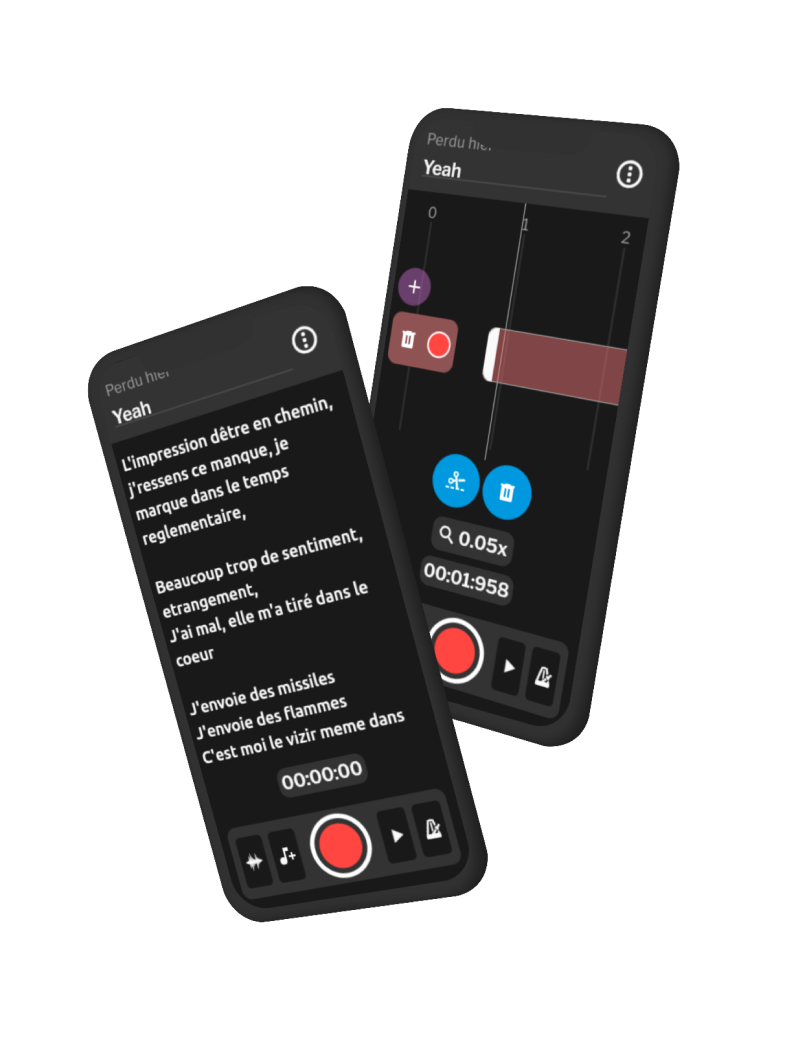 Perdu hier
Yeah
L'impression dêtre en chemin,
j'ressens ce manque, je
marque dans le temps
reglementaire,
Beaucoup trop de sentiment,
etrangement,
J'ai mal, elle m'a tiré dans le
coeur
J'envoie des missiles
J'envoie des flammes
C'est moi le vizir meme dans
00:00:00
Perdu hier
Yeah
0
1
2
0.05x
00:01:958